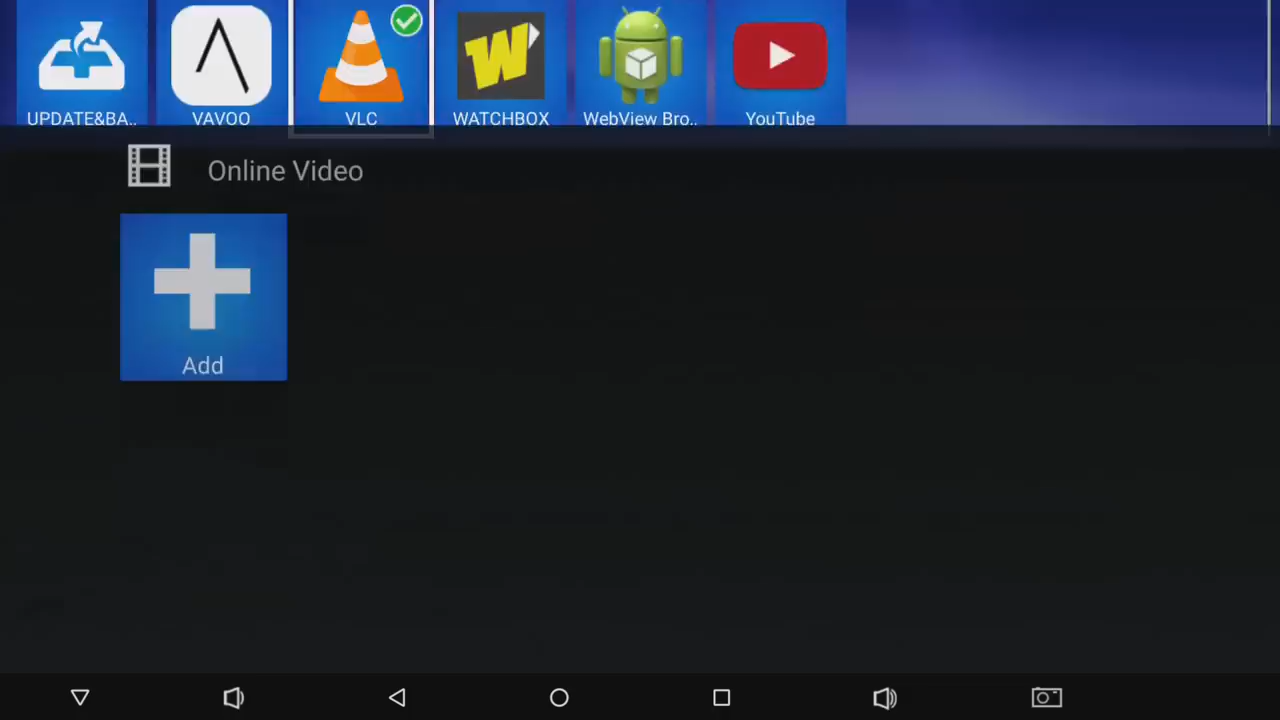 UPDATE&BA..
VAVOO
VLC
WATCHBOX
WebView Bro..
YouTube
Online Video
Add